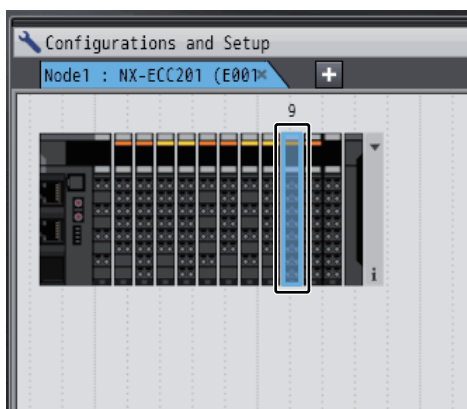 Configurations and Setup
Node1 : NX-ECC201 (E001
+
9
i